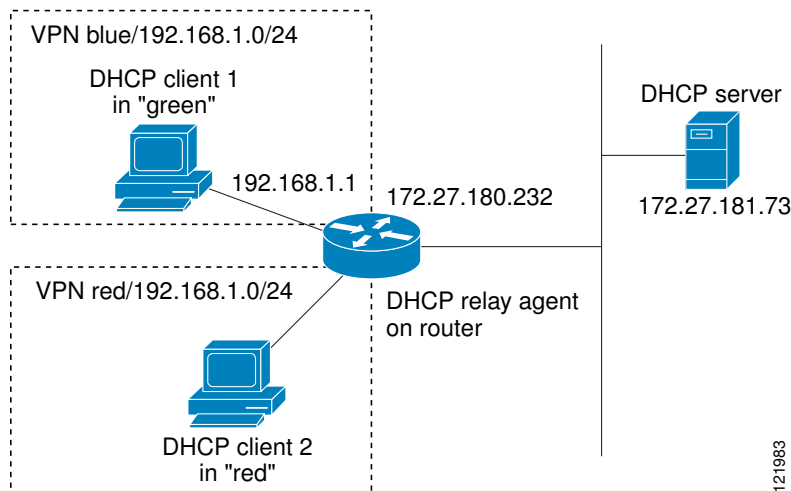 VPN blue/192.168.1.0/24
DHCP client 1
in "green"
192.168.1.1
172.27.180.232
DHCP server
172.27.181.73
VPN red/192.168.1.0/24
DHCP relay agent
on router
DHCP client 2
in "red"
121983